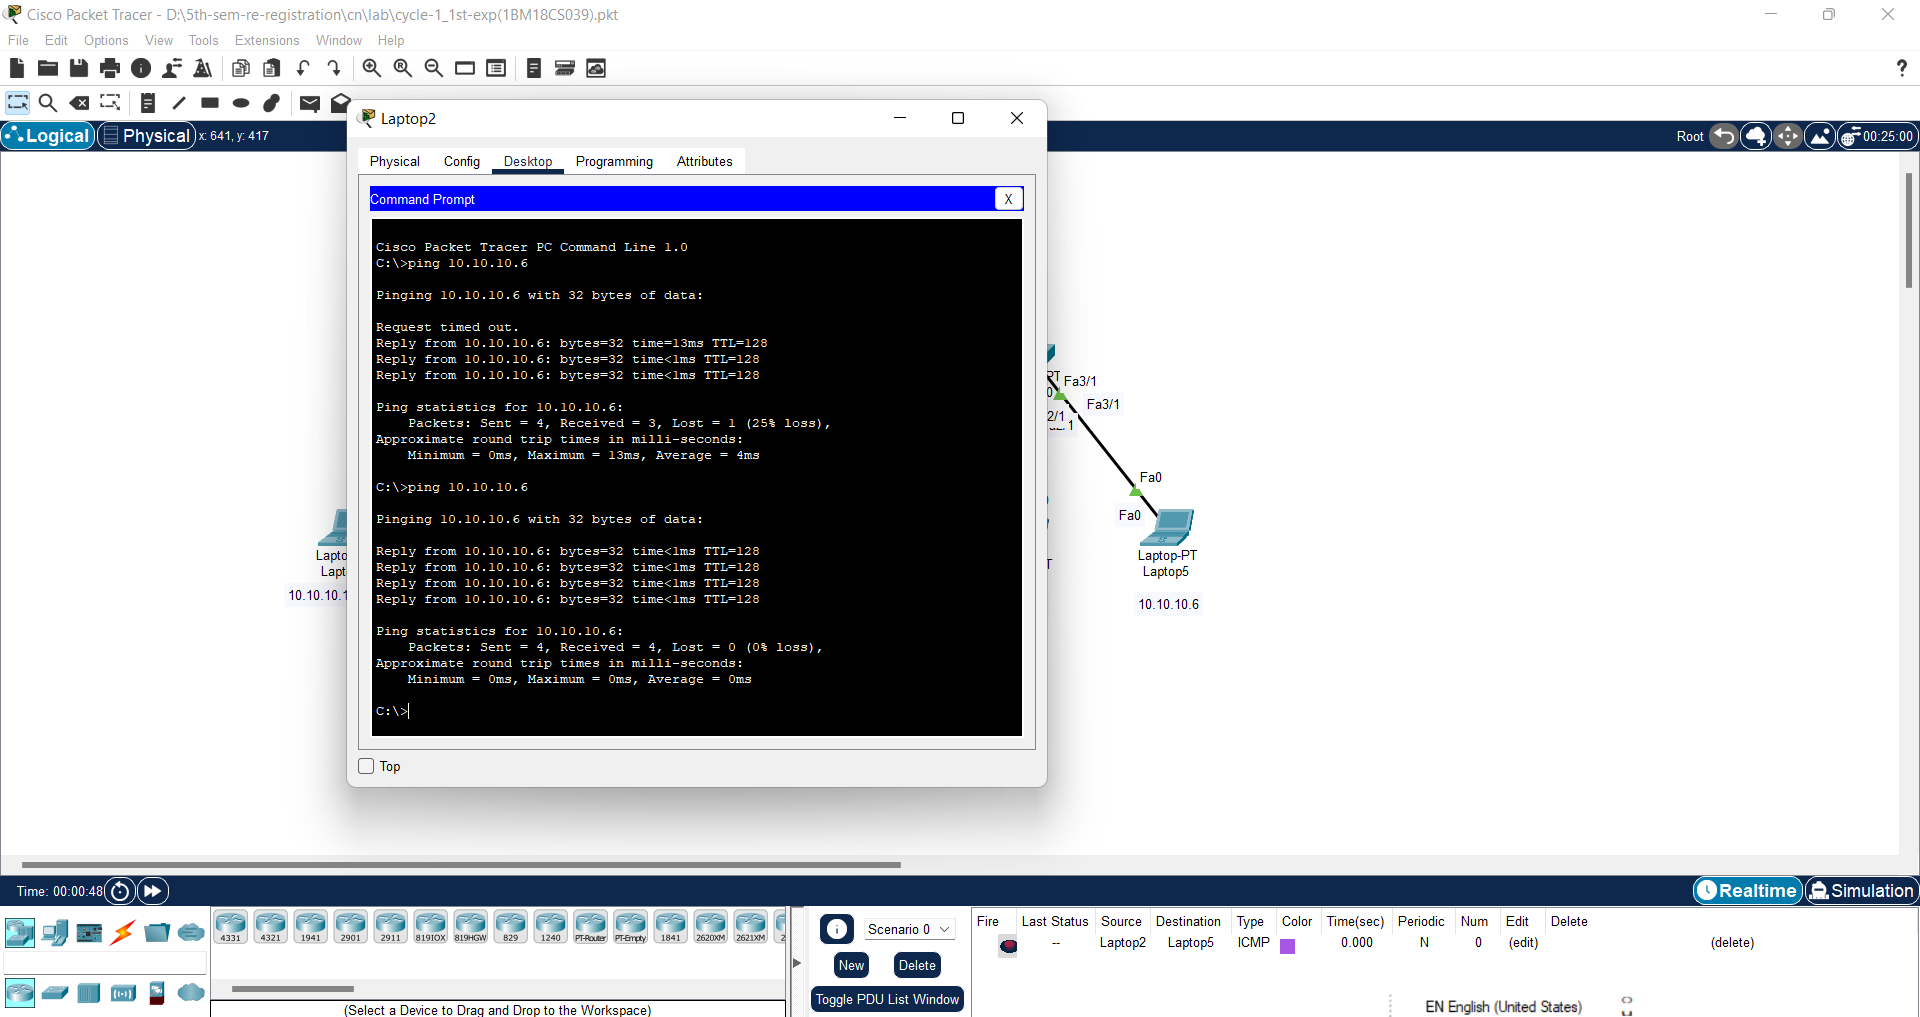 Cisco Packet Tracer - D:\5th-sem-re-registration\cn\lab\cycle-1_1st-exp(1BM18CS039).pkt
File Edit Options View Tools Extensions Window Help
?
Logical Physical x: 641, y: 417
Root 00:25:00
Laptop2
Physical Config Desktop Programming Attributes
Command Prompt X
Cisco Packet Tracer PC Command Line 1.0
C:\>ping 10.10.10.6
Pinging 10.10.10.6 with 32 bytes of data:
Request timed out.
Reply from 10.10.10.6: bytes=32 time=13ms TTL=128
Reply from 10.10.10.6: bytes=32 time<1ms TTL=128
Reply from 10.10.10.6: bytes=32 time<1ms TTL=128
Ping statistics for 10.10.10.6:
Packets: Sent = 4, Received = 3, Lost = 1 (25% loss),
Approximate round trip times in milli-seconds:
Minimum = 0ms, Maximum = 13ms, Average = 4ms
C:\>ping 10.10.10.6
Pinging 10.10.10.6 with 32 bytes of data:
Reply from 10.10.10.6: bytes=32 time<1ms TTL=128
Reply from 10.10.10.6: bytes=32 time<1ms TTL=128
Reply from 10.10.10.6: bytes=32 time<1ms TTL=128
Reply from 10.10.10.6: bytes=32 time<1ms TTL=128
Ping statistics for 10.10.10.6:
Packets: Sent = 4, Received = 4, Lost = 0 (0% loss),
Approximate round trip times in milli-seconds:
Minimum = 0ms, Maximum = 0ms, Average = 0ms
C:\>
Top
Lapto
Lapt
10.10.10.1
PT Fa3/1
0
Fa3/1
2/1
Fa0
Fa0
T
Laptop-PT
Laptop5
10.10.10.6
Time: 00:00:48
Realtime Simulation
4331 4321 1941 2901 2911 819IOX 819HGW 829 1240 PT-Router PT-Empty 1841 2620XM 2621XM 2
(Select a Device to Drag and Drop to the Workspace)
Scenario 0
New Delete
Toggle PDU List Window
Fire Last Status Source Destination Type Color Time(sec) Periodic Num Edit Delete
-- Laptop2 Laptop5 ICMP 0.000 N 0 (edit) (delete)
EN English (United States)